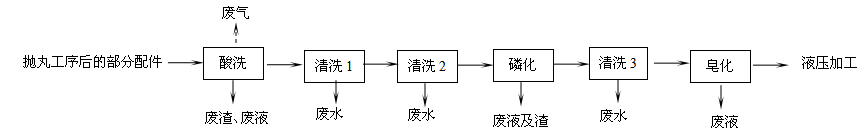 废气
抛丸工序后的部分配件
酸洗
清洗1
清洗2
磷化
清洗3
皂化
液压加工
废渣、废液
废水
废水
废液及渣
废水
废液